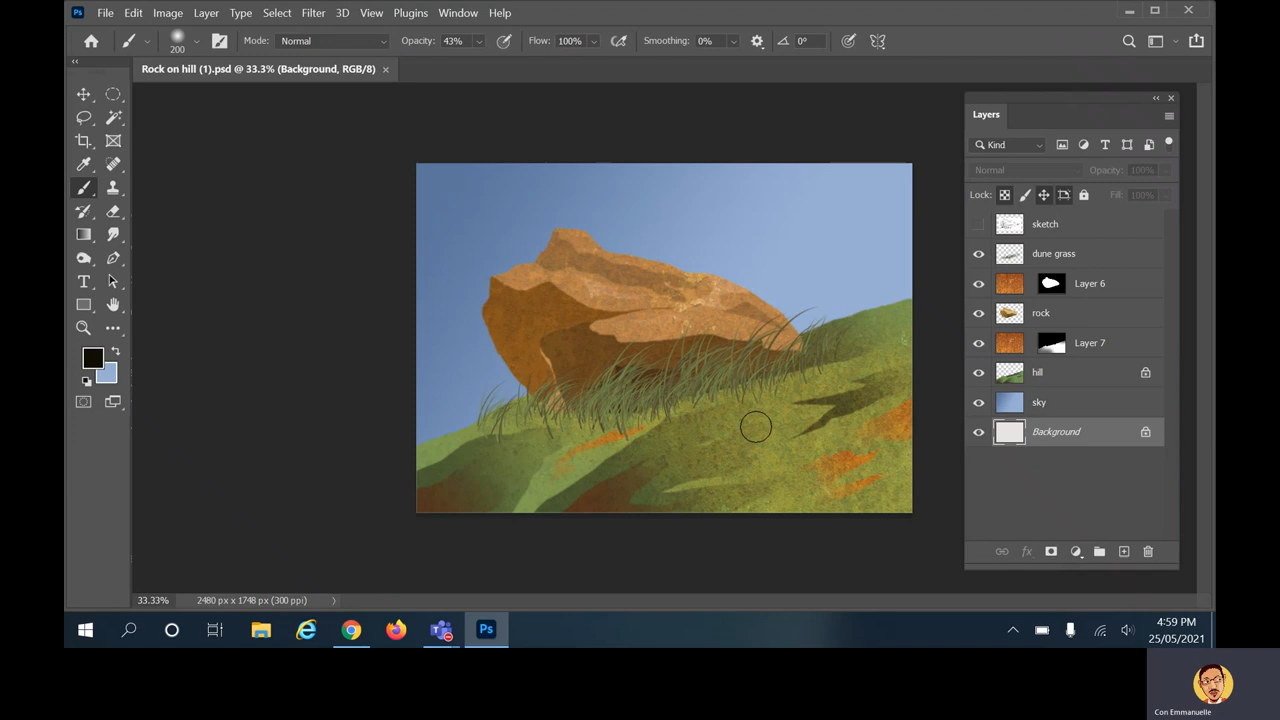 Ps File Edit Image Layer Type Select Filter 3D View Plugins Window Help
200 Mode: Normal Opacity: 43% Flow: 100% Smoothing: 0% 0°
Rock on hill (1).psd @ 33.3% (Background, RGB/8)
Layers
Kind
Normal Opacity: 100%
Lock: Fill: 100%
sketch
dune grass
Layer 6
rock
Layer 7
hill
sky
Background
fx
33.33% 2480 px x 1748 px (300 ppi)
Ps
4:59 PM
25/05/2021
Con Emmanuelle